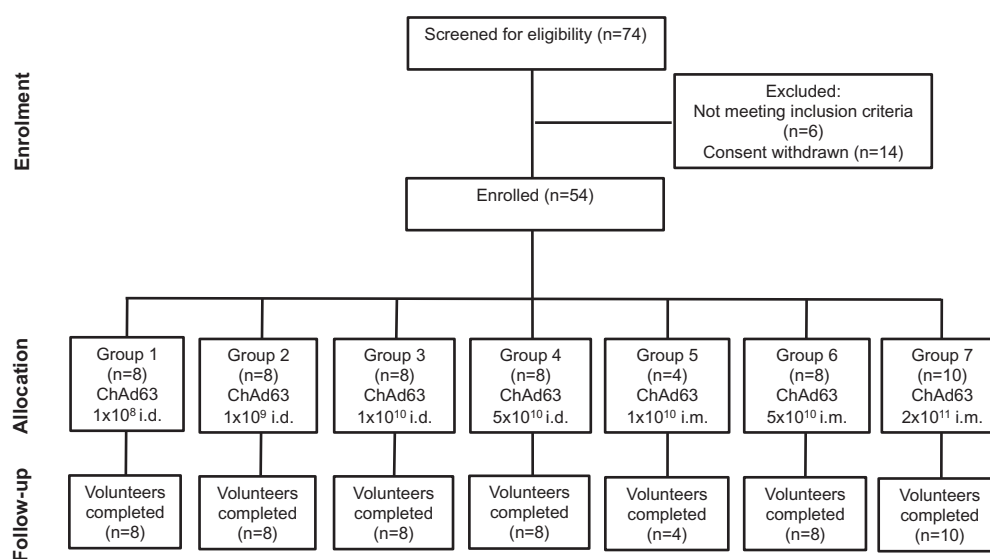 Enrolment
Screened for eligibility (n=74)
Excluded:
Not meeting inclusion criteria
(n=6)
Consent withdrawn (n=14)
Enrolled (n=54)
Allocation
Group 1
(n=8)
ChAd63
1x10⁸ i.d.
Group 2
(n=8)
ChAd63
1x10⁹ i.d.
Group 3
(n=8)
ChAd63
1x10¹⁰ i.d.
Group 4
(n=8)
ChAd63
5x10¹⁰ i.d.
Group 5
(n=4)
ChAd63
1x10¹⁰ i.m.
Group 6
(n=8)
ChAd63
5x10¹⁰ i.m.
Group 7
(n=10)
ChAd63
2x10¹¹ i.m.
Follow-up
Volunteers
completed
(n=8)
Volunteers
completed
(n=8)
Volunteers
completed
(n=8)
Volunteers
completed
(n=8)
Volunteers
completed
(n=4)
Volunteers
completed
(n=8)
Volunteers
completed
(n=10)